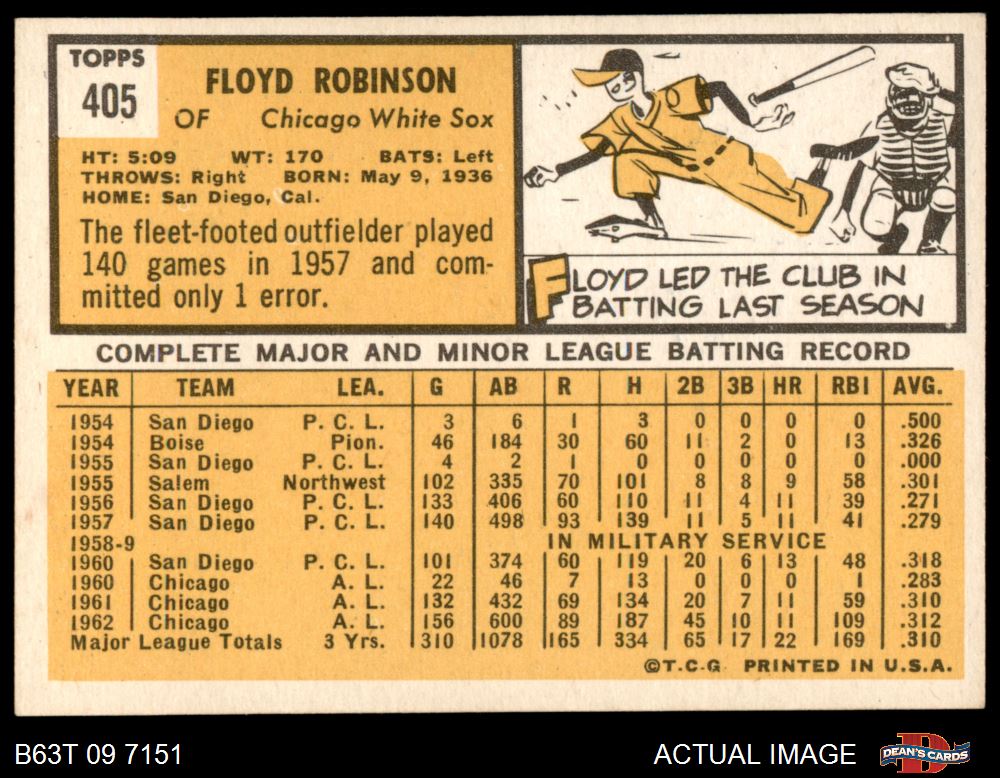 TOPPS
405
FLOYD ROBINSON
OF Chicago White Sox
HT: 5:09 WT: 170 BATS: Left
THROWS: Right BORN: May 9, 1936
HOME: San Diego, Cal.
The fleet-footed outfielder played
140 games in 1957 and com-
mitted only 1 error.
FLOYD LED THE CLUB IN
BATTING LAST SEASON
COMPLETE MAJOR AND MINOR LEAGUE BATTING RECORD
YEAR TEAM LEA. G AB R H 2B 3B HR RBI AVG.
1954 San Diego P. C. L. 3 6 1 3 0 0 0 0 .500
1954 Boise Pion. 46 184 30 60 11 2 0 13 .326
1955 San Diego P. C. L. 4 2 1 0 0 0 0 0 .000
1955 Salem Northwest 102 335 70 101 8 8 9 58 .301
1956 San Diego P. C. L. 133 406 60 110 11 4 11 39 .271
1957 San Diego P. C. L. 140 498 93 139 11 5 11 41 .279
1958-9 IN MILITARY SERVICE
1960 San Diego P. C. L. 101 374 60 119 20 6 13 48 .318
1960 Chicago A. L. 22 46 7 13 0 0 0 1 .283
1961 Chicago A. L. 132 432 69 134 20 7 11 59 .310
1962 Chicago A. L. 156 600 89 187 45 10 11 109 .312
Major League Totals 3 Yrs. 310 1078 165 334 65 17 22 169 .310
©T.C.G. PRINTED IN U.S.A.
B63T 09 7151
ACTUAL IMAGE
DEAN'S CARDS